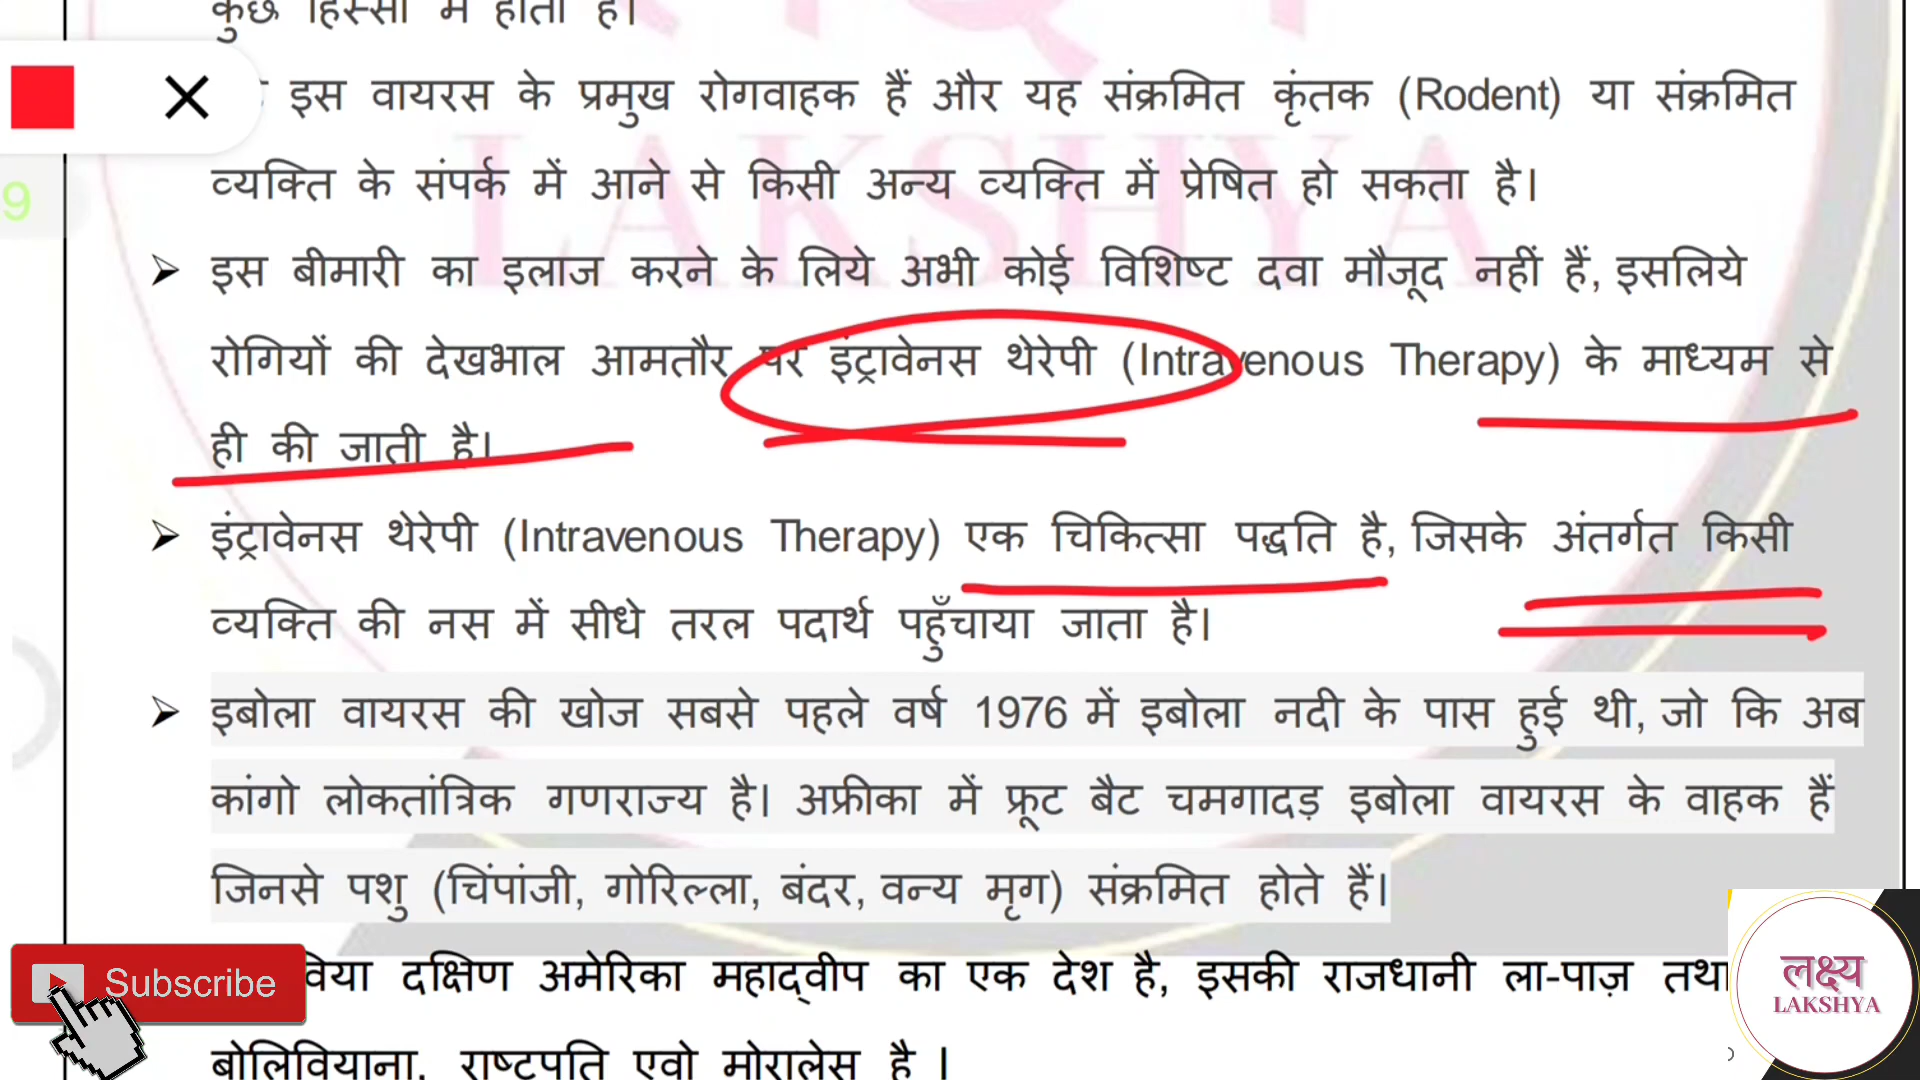 कुछ हिस्सों में होता है।
इस वायरस के प्रमुख रोगवाहक हैं और यह संक्रमित कृंतक (Rodent) या संक्रमित
व्यक्ति के संपर्क में आने से किसी अन्य व्यक्ति में प्रेषित हो सकता है।
9
LAKSHYA
➢ इस बीमारी का इलाज करने के लिये अभी कोई विशिष्ट दवा मौजूद नहीं हैं, इसलिये
रोगियों की देखभाल आमतौर पर इंट्रावेनस थेरेपी (Intravenous Therapy) के माध्यम से
ही की जाती है।
➢ इंट्रावेनस थेरेपी (Intravenous Therapy) एक चिकित्सा पद्धति है, जिसके अंतर्गत किसी
व्यक्ति की नस में सीधे तरल पदार्थ पहुँचाया जाता है।
➢ इबोला वायरस की खोज सबसे पहले वर्ष 1976 में इबोला नदी के पास हुई थी, जो कि अब
कांगो लोकतांत्रिक गणराज्य है। अफ्रीका में फ्रूट बैट चमगादड़ इबोला वायरस के वाहक हैं
जिनसे पशु (चिंपांजी, गोरिल्ला, बंदर, वन्य मृग) संक्रमित होते हैं।
विया दक्षिण अमेरिका महाद्वीप का एक देश है, इसकी राजधानी ला-पाज़ तथा
बोलिवियाना, राष्ट्रपति एवो मोरालेस है ।
Subscribe
लक्ष्य
LAKSHYA